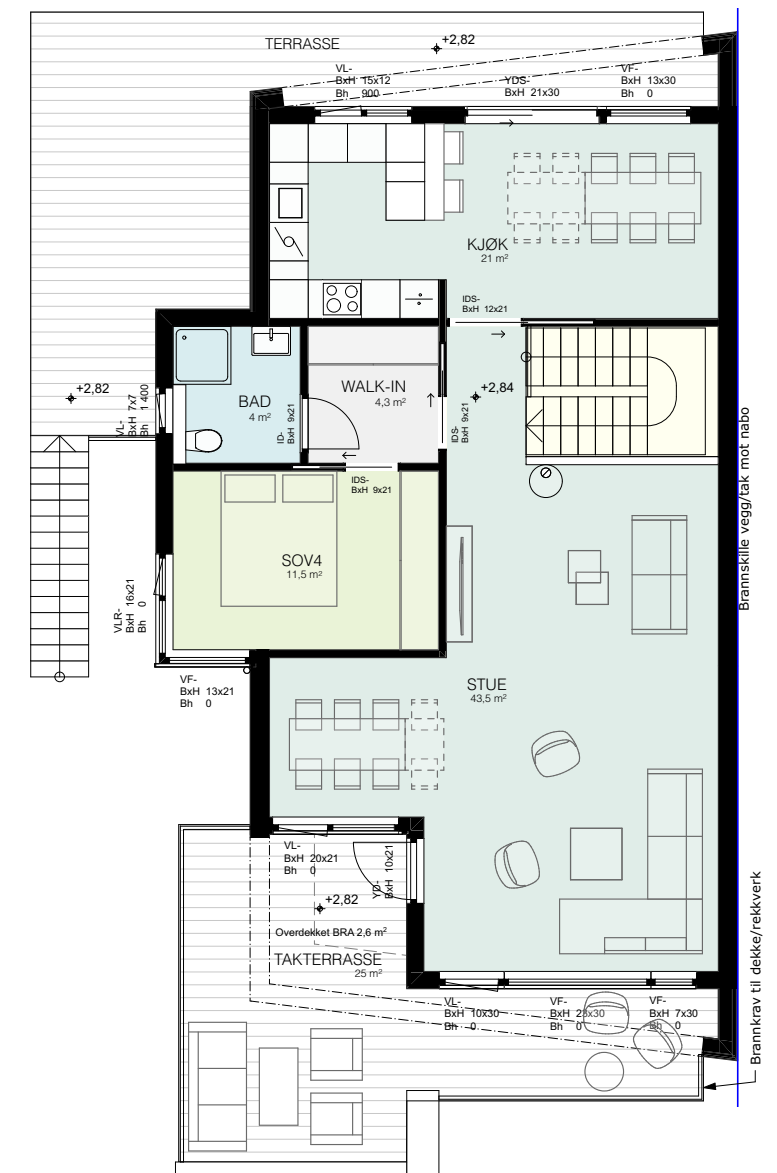 TERRASSE
+2,82
VL-
BxH 15x12
Bh 900
YDS-
BxH 21x30
VF-
BxH 13x30
Bh 0
KJØK
21 m²
IDS-
BxH 12x21
+2,82
VL-
BxH 7x7
Bh 1 400
BAD
4 m²
ID-
BxH 9x21
WALK-IN
4,3 m²
IDS-
BxH 9x21
+2,84
IDS-
BxH 9x21
Brannskille vegg/tak mot nabo
SOV4
11,5 m²
VLR-
BxH 16x21
Bh 0
VF-
BxH 13x21
Bh 0
STUE
43,5 m²
VL-
BxH 20x21
Bh 0
YD-
BxH 10x21
+2,82
Overdekket BRA 2,6 m²
TAKTERRASSE
25 m²
VL-
BxH 10x30
Bh 0
VF-
BxH 23x30
Bh 0
VF-
BxH 7x30
Bh 0
Brannkrav til dekke/rekkverk